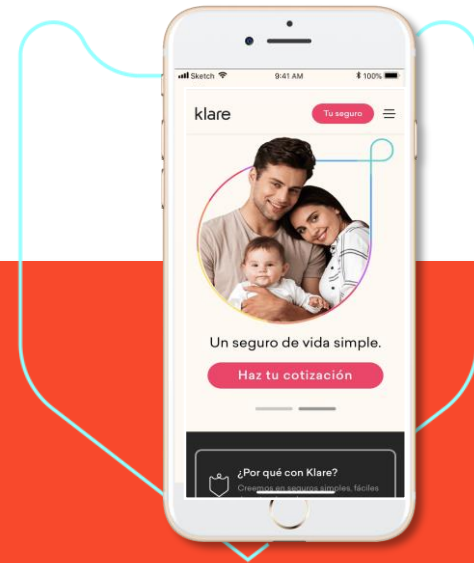 Sketch 9:41 AM 100%
klare Tu seguro
Un seguro de vida simple.
Haz tu cotización
¿Por qué con Klare?
Creemos en seguros simples, fáciles